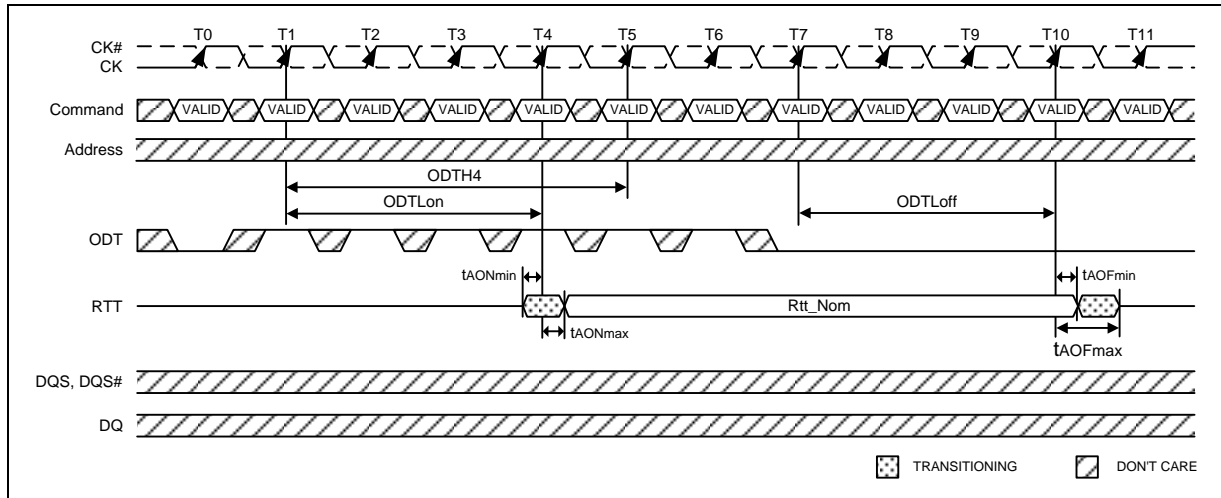 T0 T1 T2 T3 T4 T5 T6 T7 T8 T9 T10 T11
CK#
CK
Command VALID VALID VALID VALID VALID VALID VALID VALID VALID VALID VALID VALID
Address
ODTH4
ODTLon ODTLoff
ODT
tAONmin tAOFmin
RTT Rtt_Nom
tAONmax
tAOFmax
DQS, DQS#
DQ
TRANSITIONING DON'T CARE